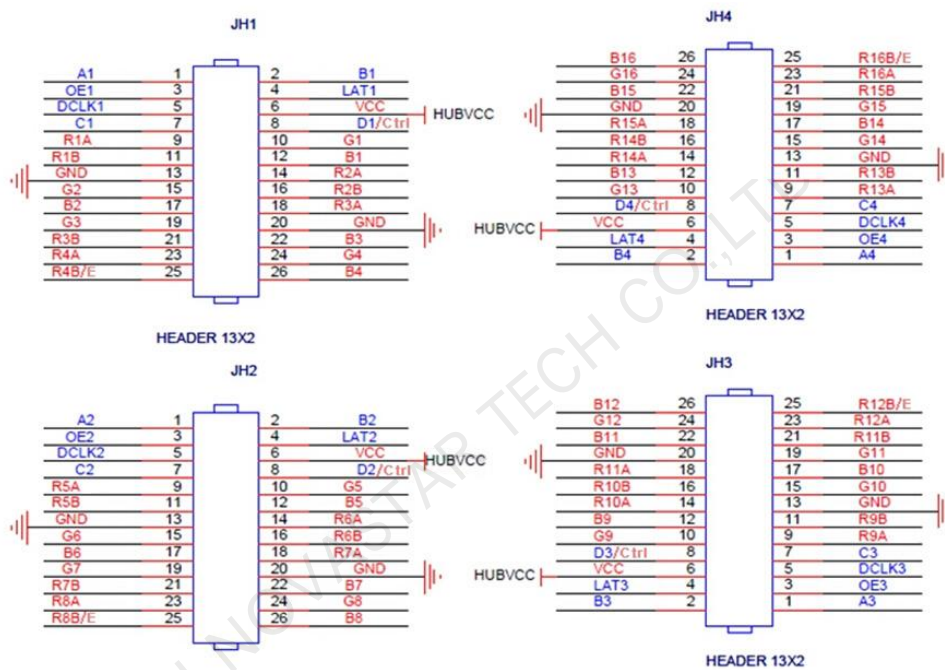 JH1
A1 1 2 B1
OE1 3 4 LAT1
DCLK1 5 6 VCC HUBVCC
C1 7 8 D1/Ctrl
R1A 9 10 G1
R1B 11 12 B1
GND 13 14 R2A
G2 15 16 R2B
B2 17 18 R3A
G3 19 20 GND
R3B 21 22 B3
R4A 23 24 G4
R4B/E 25 26 B4
HEADER 13X2
JH4
B16 26 25 R16B/E
G16 24 23 R16A
B15 22 21 R15B
GND 20 19 G15
R15A 18 17 B14
R14B 16 15 G14
R14A 14 13 GND
B13 12 11 R13B
G13 10 9 R13A
D4/Ctrl 8 7 C4
HUBVCC VCC 6 5 DCLK4
LAT4 4 3 OE4
B4 2 1 A4
HEADER 13X2
JH2
A2 1 2 B2
OE2 3 4 LAT2
DCLK2 5 6 VCC HUBVCC
C2 7 8 D2/Ctrl
R5A 9 10 G5
R5B 11 12 B5
GND 13 14 R6A
G6 15 16 R6B
B6 17 18 R7A
G7 19 20 GND
R7B 21 22 B7
R8A 23 24 G8
R8B/E 25 26 B8
JH3
B12 26 25 R12B/E
G12 24 23 R12A
B11 22 21 R11B
GND 20 19 G11
R11A 18 17 B10
R10B 16 15 G10
R10A 14 13 GND
B9 12 11 R9B
G9 10 9 R9A
D3/Ctrl 8 7 C3
HUBVCC VCC 6 5 DCLK3
LAT3 4 3 OE3
B3 2 1 A3
HEADER 13X2
NOVASTAR TECH CO.,LTD